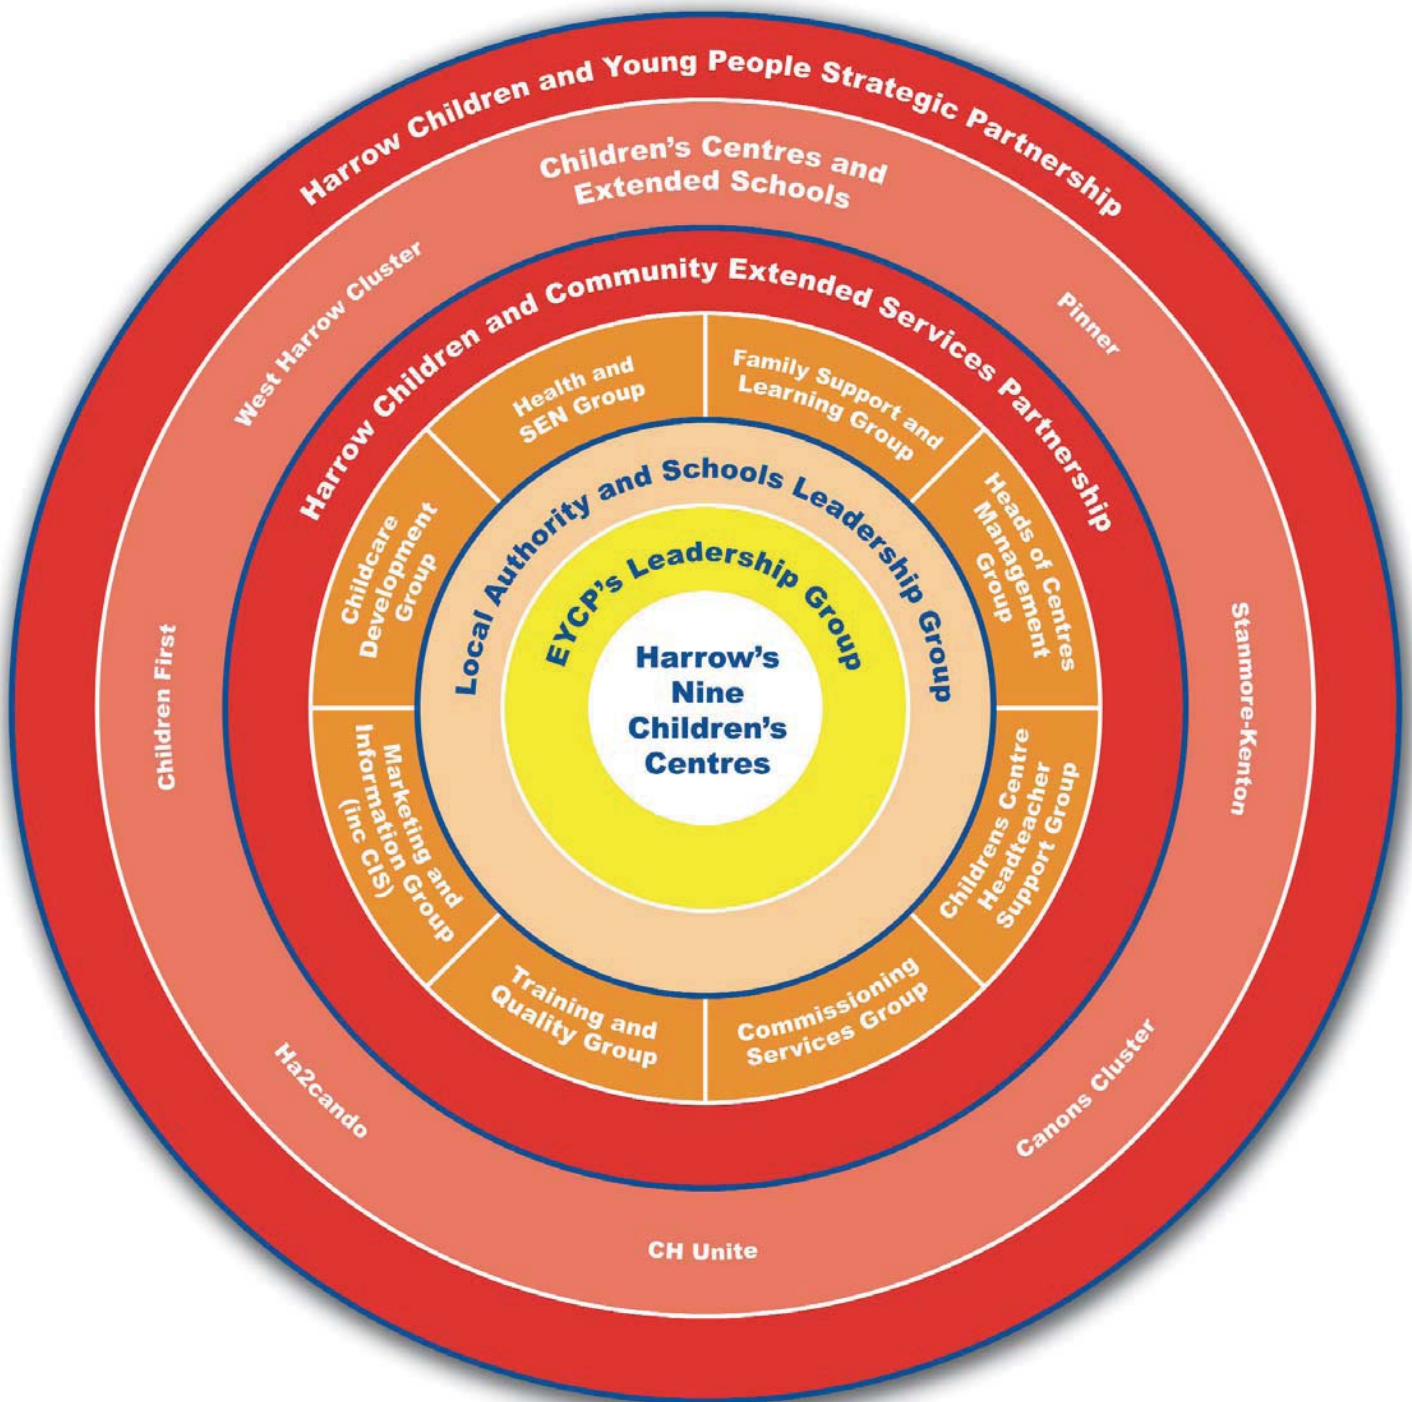 Harrow Children and Young People Strategic Partnership
Children's Centres and
Extended Schools
West Harrow Cluster
Pinner
Stanmore-Kenton
Canons Cluster
CH Unite
Ha2cando
Children First
Harrow Children and Community Extended Services Partnership
Health and
SEN Group
Family Support and
Learning Group
Heads of Centres
Management
Group
Childrens Centre
Headteacher
Support Group
Commissioning
Services Group
Training and
Quality Group
Marketing and
Information Group
(inc CIS)
Childcare
Development
Group
Local Authority and Schools Leadership Group
EYCP's Leadership Group
Harrow's
Nine
Children's
Centres